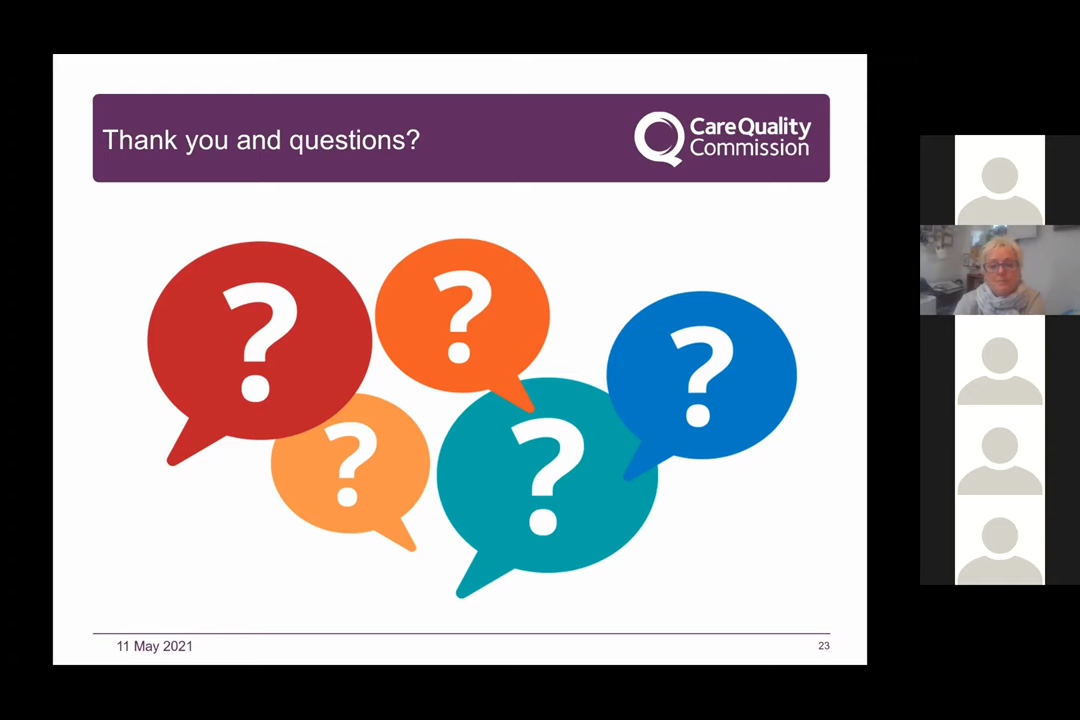 Thank you and questions?
CareQuality
Commission
?
?
?
?
?
11 May 2021
23